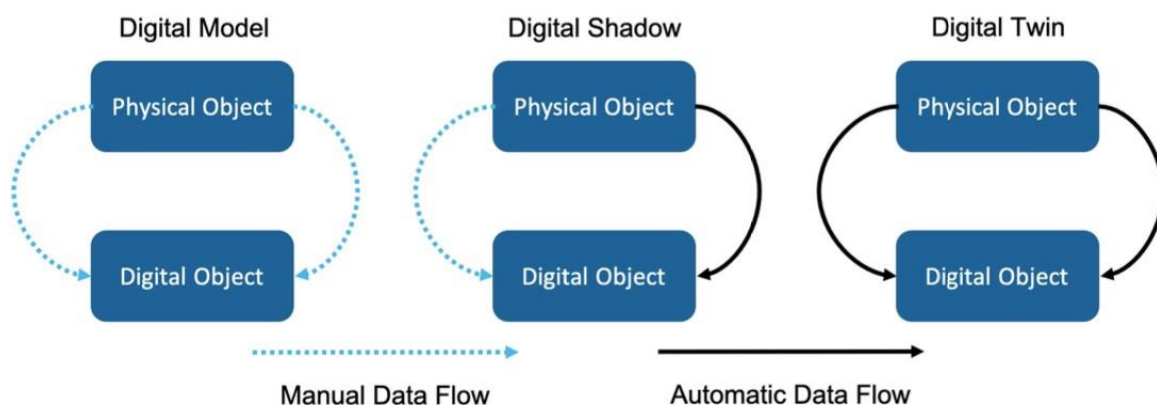 Digital Model
Digital Shadow
Digital Twin
Physical Object
Physical Object
Physical Object
Digital Object
Digital Object
Digital Object
Manual Data Flow
Automatic Data Flow